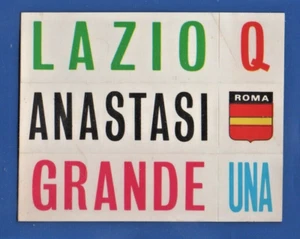 LAZIO Q
ANASTASI ROMA
GRANDE UNA